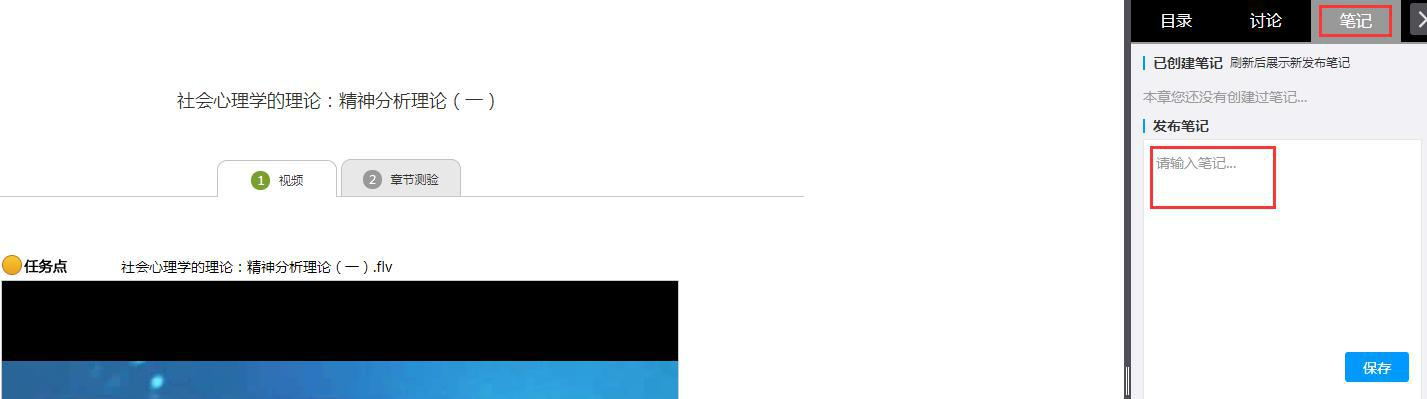 目录 讨论 笔记
已创建笔记 刷新后展示新发布笔记
社会心理学的理论：精神分析理论（一）
本章您还没有创建过笔记...
发布笔记
请输入笔记...
1 视频 2 章节测验
任务点 社会心理学的理论：精神分析理论（一）.flv
保存